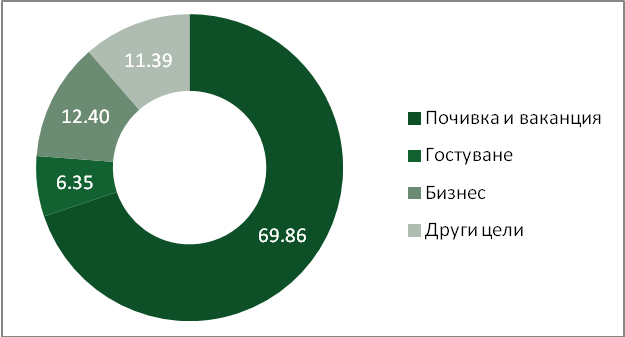 11.39
12.40
6.35
69.86
Почивка и ваканция
Гостуване
Бизнес
Други цели